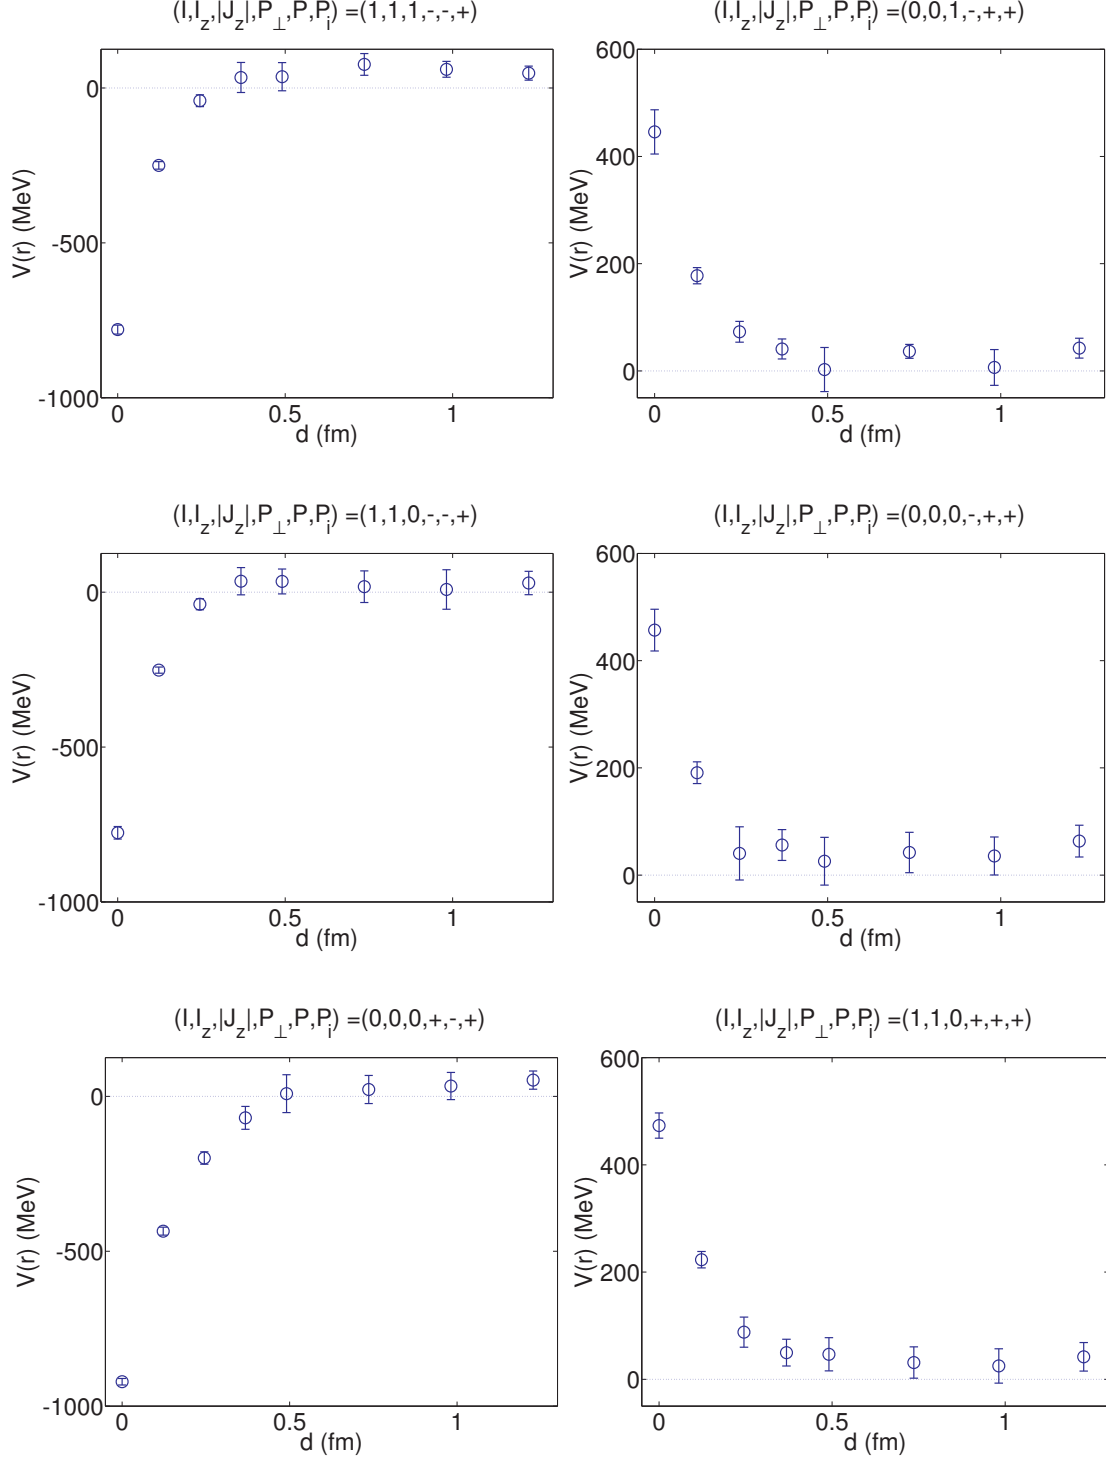 (I,I_z,|J_z|,P_⊥,P,P_i) =(1,1,1,-,-,+)
0
-500
-1000
V(r) (MeV)
0 0.5 1
d (fm)
(I,I_z,|J_z|,P_⊥,P,P_i) =(0,0,1,-,+,+)
600
400
200
0
V(r) (MeV)
0 0.5 1
d (fm)
(I,I_z,|J_z|,P_⊥,P,P_i) =(1,1,0,-,-,+)
0
-500
-1000
V(r) (MeV)
0 0.5 1
d (fm)
(I,I_z,|J_z|,P_⊥,P,P_i) =(0,0,0,-,+,+)
600
400
200
0
V(r) (MeV)
0 0.5 1
d (fm)
(I,I_z,|J_z|,P_⊥,P,P_i) =(0,0,0,+,-,+)
0
-500
-1000
V(r) (MeV)
0 0.5 1
d (fm)
(I,I_z,|J_z|,P_⊥,P,P_i) =(1,1,0,+,+,+)
600
400
200
0
V(r) (MeV)
0 0.5 1
d (fm)